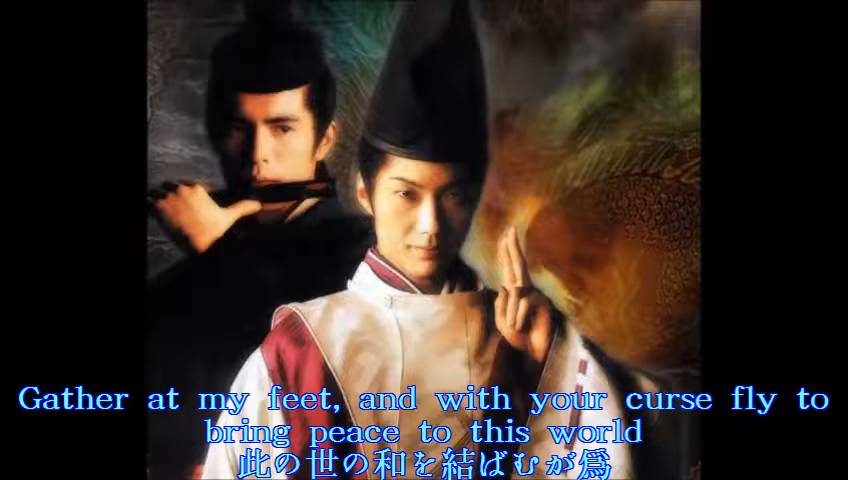 Gather at my feet, and with your curse fly to
bring peace to this world
此の世の和を結ばむが為